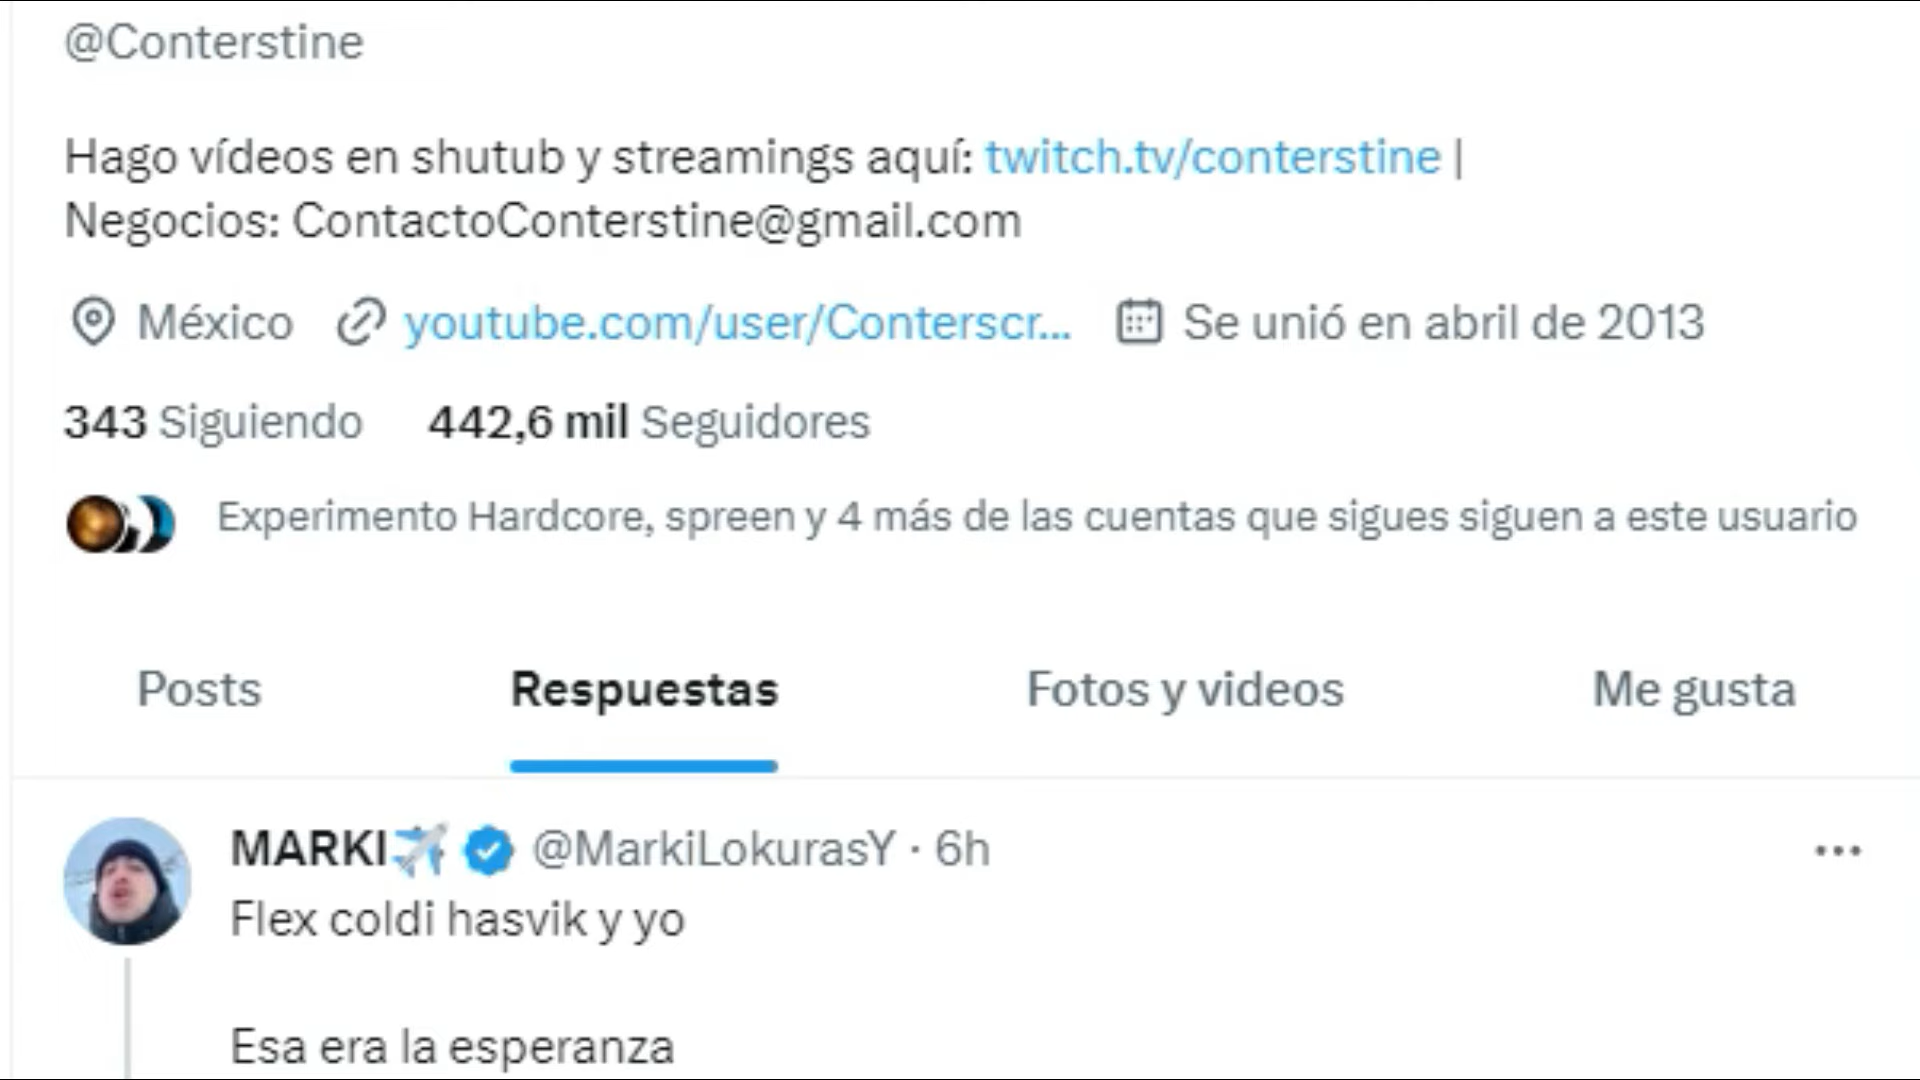 @Conterstine
Hago vídeos en shutub y streamings aquí: twitch.tv/conterstine |
Negocios: ContactoConterstine@gmail.com
México youtube.com/user/Conterscr... Se unió en abril de 2013
343 Siguiendo 442,6 mil Seguidores
Experimento Hardcore, spreen y 4 más de las cuentas que sigues siguen a este usuario
Posts Respuestas Fotos y videos Me gusta
MARKI✈️ @MarkiLokurasY · 6h
Flex coldi hasvik y yo
Esa era la esperanza